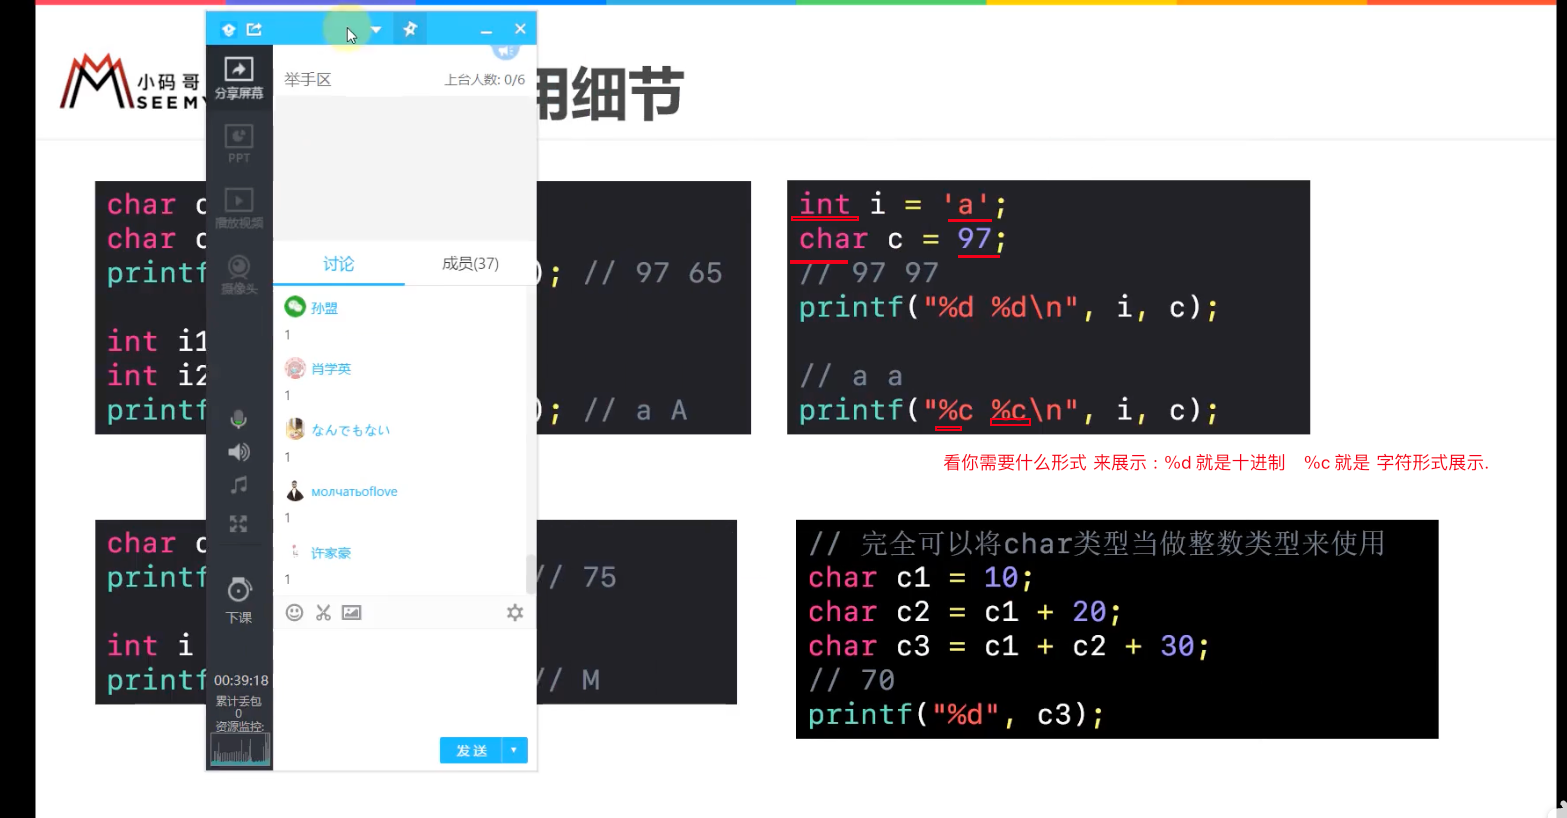 小码哥
SEEMY
用细节
分享屏幕
PPT
播放视频
摄像头
下课
00:39:18
累计丢包
0
资源监控:
举手区
上台人数: 0/6
讨论
成员(37)
孙盟
1
肖学英
1
なんでもない
1
молчатьoflove
1
许家豪
1
发送
char c
char c
printf ); // 97 65
int i1
int i2
printf ); // a A
int i = 'a';
char c = 97;
// 97 97
printf("%d %d\n", i, c);
// a a
printf("%c %c\n", i, c);
看你需要什么形式 来展示 : %d 就是十进制 %c 就是 字符形式展示.
char c
printf // 75
int i
printf // M
// 完全可以将char类型当做整数类型来使用
char c1 = 10;
char c2 = c1 + 20;
char c3 = c1 + c2 + 30;
// 70
printf("%d", c3);